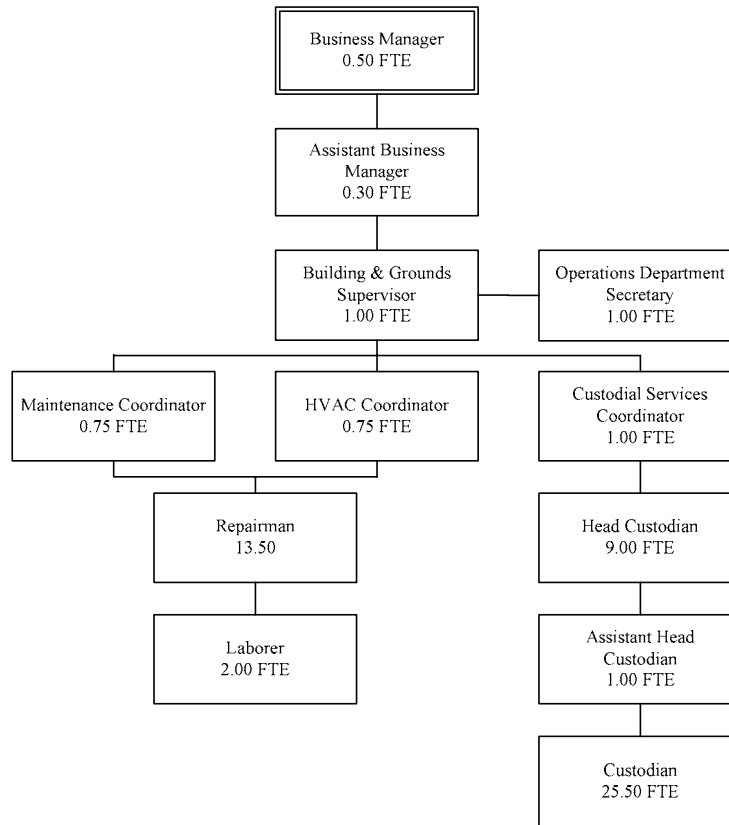 Business Manager
0.50 FTE
Assistant Business
Manager
0.30 FTE
Building & Grounds
Supervisor
1.00 FTE
Operations Department
Secretary
1.00 FTE
Maintenance Coordinator
0.75 FTE
HVAC Coordinator
0.75 FTE
Custodial Services
Coordinator
1.00 FTE
Repairman
13.50
Head Custodian
9.00 FTE
Laborer
2.00 FTE
Assistant Head
Custodian
1.00 FTE
Custodian
25.50 FTE